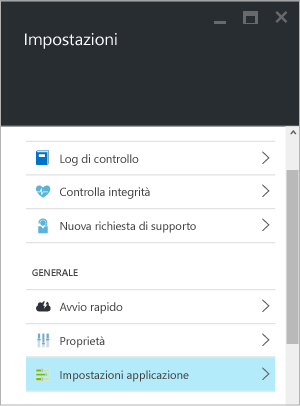 Impostazioni
Log di controllo
Controlla integrità
Nuova richiesta di supporto
GENERALE
Avvio rapido
Proprietà
Impostazioni applicazione